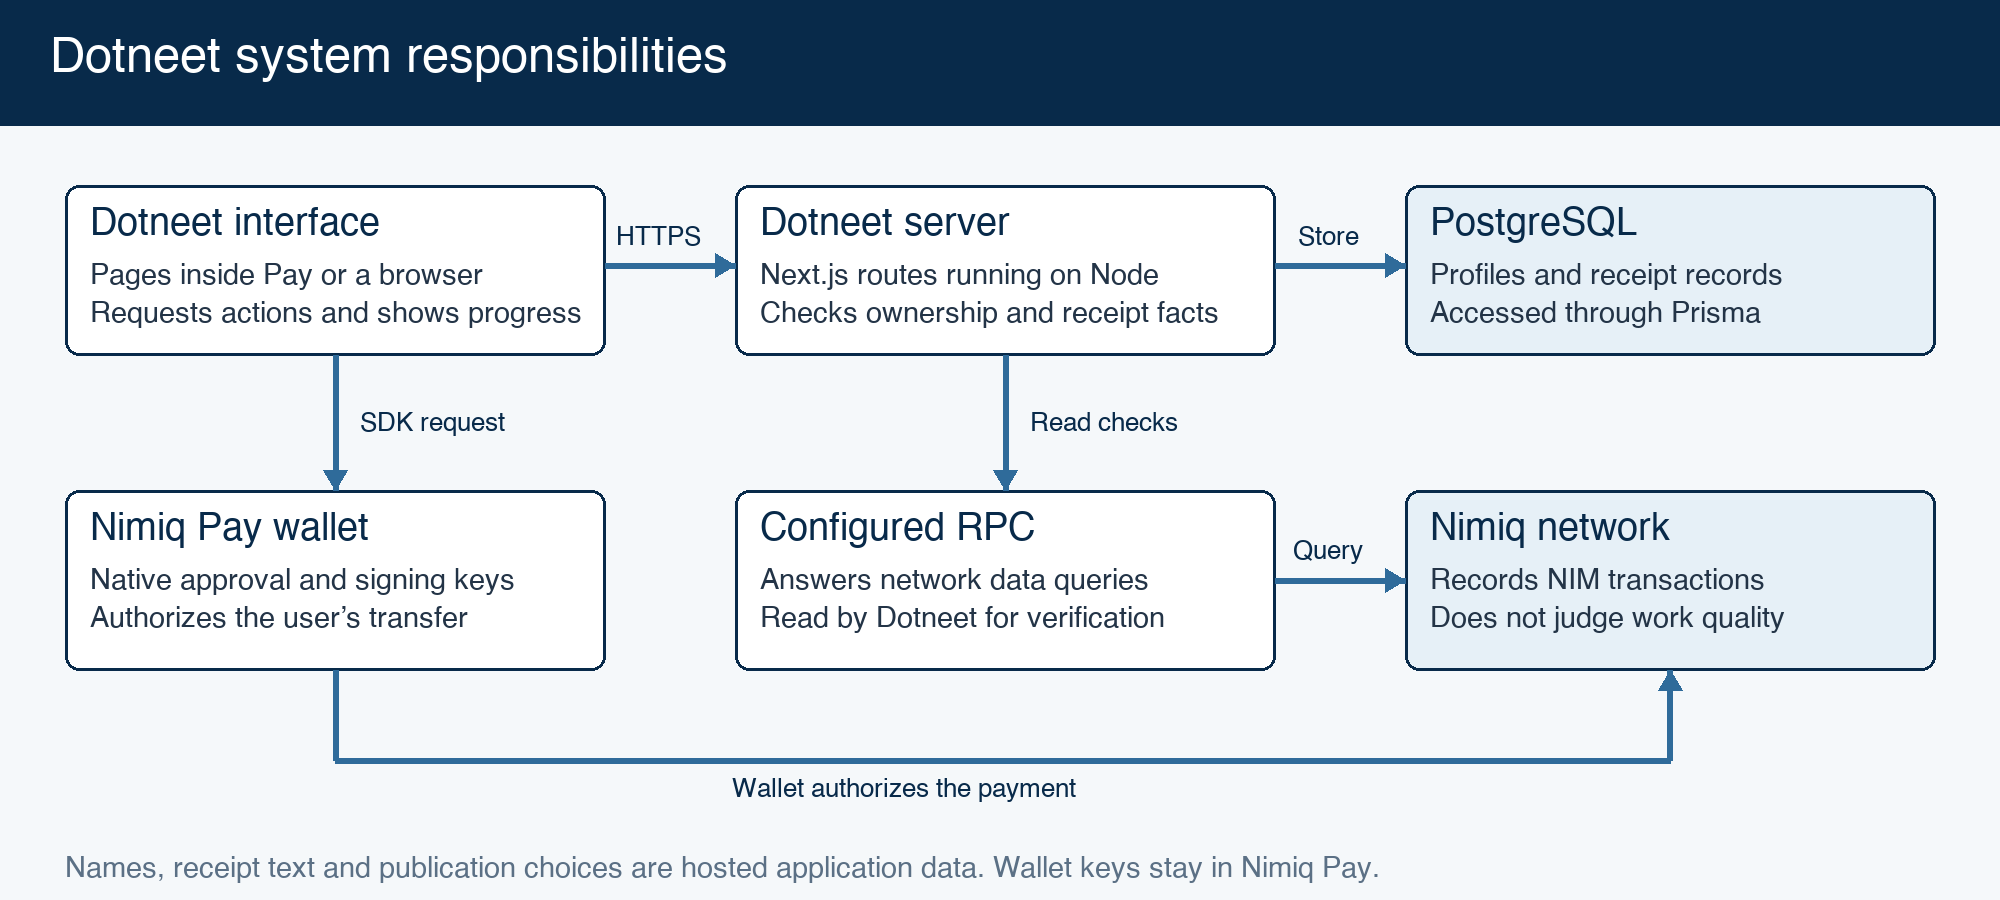 Dotneet system responsibilities
Dotneet interface
Pages inside Pay or a browser
Requests actions and shows progress
HTTPS
Dotneet server
Next.js routes running on Node
Checks ownership and receipt facts
Store
PostgreSQL
Profiles and receipt records
Accessed through Prisma
SDK request
Read checks
Nimiq Pay wallet
Native approval and signing keys
Authorizes the user’s transfer
Configured RPC
Answers network data queries
Read by Dotneet for verification
Query
Nimiq network
Records NIM transactions
Does not judge work quality
Wallet authorizes the payment
Names, receipt text and publication choices are hosted application data. Wallet keys stay in Nimiq Pay.